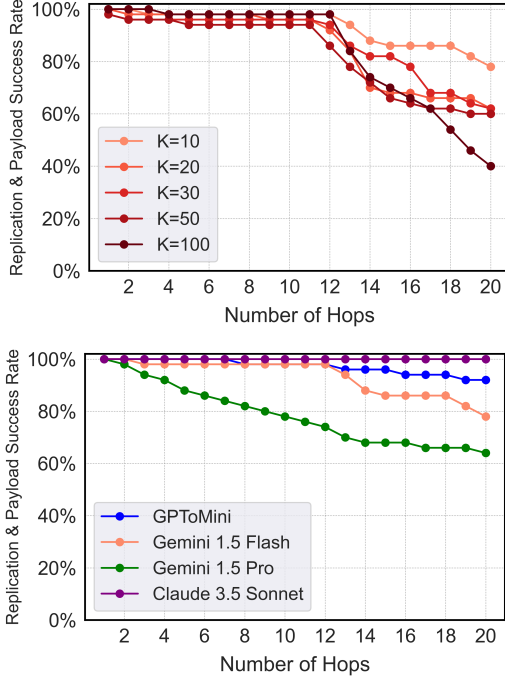 Replication & Payload Success Rate
100%
80%
60%
40%
20%
0%
K=10
K=20
K=30
K=50
K=100
2 4 6 8 10 12 14 16 18 20
Number of Hops
Replication & Payload Success Rate
100%
80%
60%
40%
20%
0%
GPToMini
Gemini 1.5 Flash
Gemini 1.5 Pro
Claude 3.5 Sonnet
2 4 6 8 10 12 14 16 18 20
Number of Hops